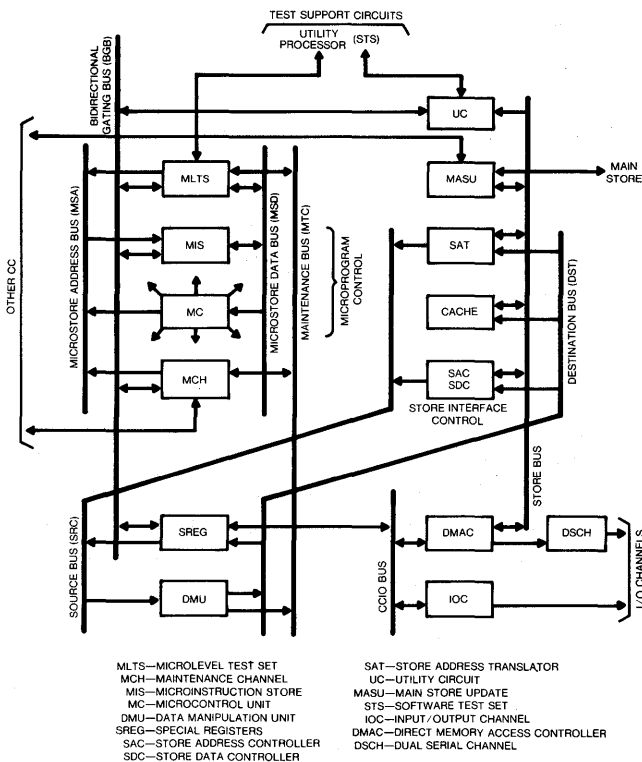 TEST SUPPORT CIRCUITS
UTILITY PROCESSOR
(STS)
BIDIRECTIONAL
GATING BUS (BGB)
UC
MLTS
MASU
MAIN
STORE
OTHER CC
MICROSTORE ADDRESS BUS (MSA)
MIS
MICROSTORE DATA BUS (MSD)
MAINTENANCE BUS (MTC)
MICROPROGRAM
CONTROL
SAT
MC
CACHE
DESTINATION BUS (DST)
MCH
SAC
SDC
STORE INTERFACE
CONTROL
STORE BUS
SOURCE BUS (SRC)
SREG
CCIO BUS
DMAC
DSCH
I/O CHANNELS
DMU
IOC
MLTS—MICROLEVEL TEST SET
MCH—MAINTENANCE CHANNEL
MIS—MICROINSTRUCTION STORE
MC—MICROCONTROL UNIT
DMU—DATA MANIPULATION UNIT
SREG—SPECIAL REGISTERS
SAC—STORE ADDRESS CONTROLLER
SDC—STORE DATA CONTROLLER
SAT—STORE ADDRESS TRANSLATOR
UC—UTILITY CIRCUIT
MASU—MAIN STORE UPDATE
STS—SOFTWARE TEST SET
IOC—INPUT/OUTPUT CHANNEL
DMAC—DIRECT MEMORY ACCESS CONTROLLER
DSCH—DUAL SERIAL CHANNEL